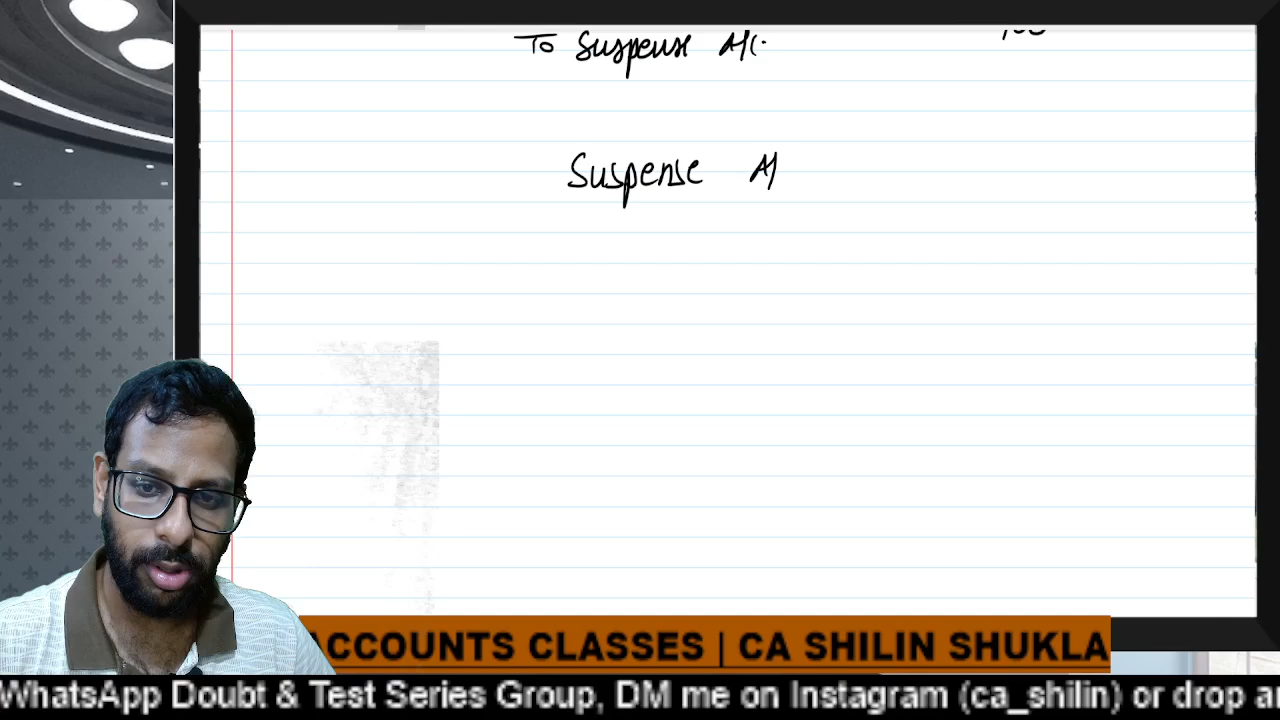 To Suspense A/c.
Suspense A/
ACCOUNTS CLASSES | CA SHILIN SHUKLA
WhatsApp Doubt & Test Series Group, DM me on Instagram (ca_shilin) or drop a